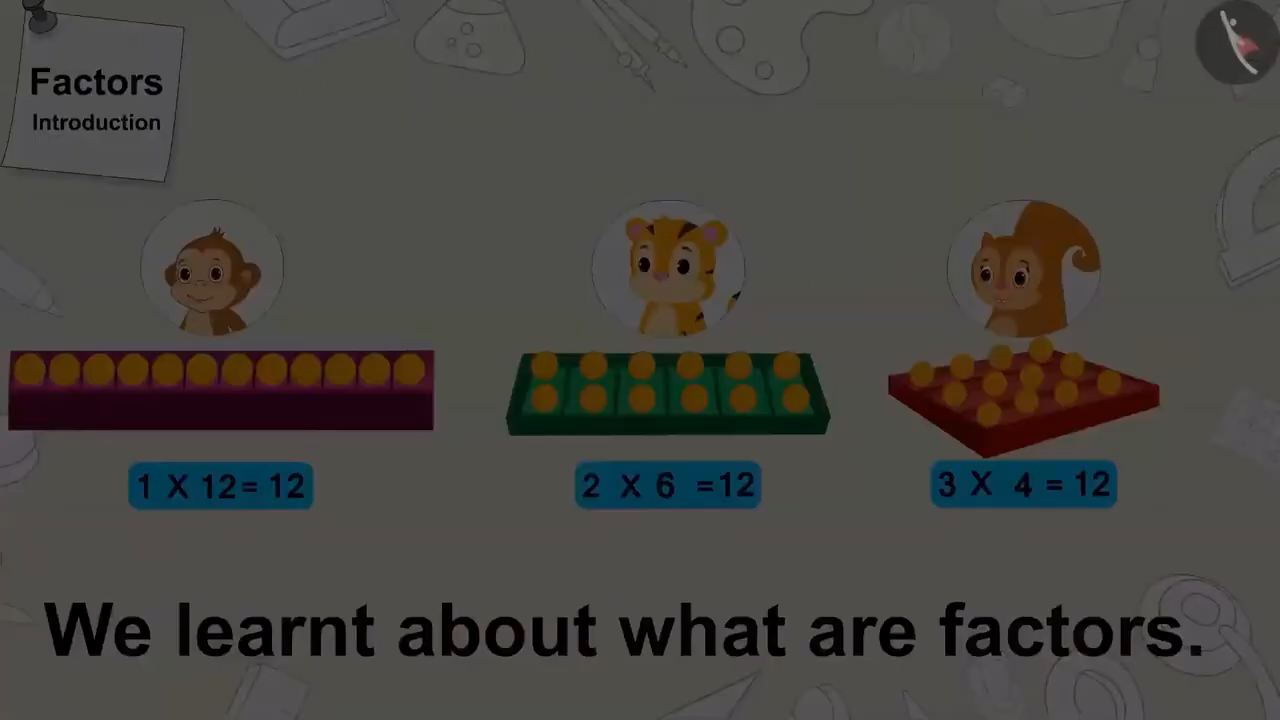 Factors
Introduction
1 X 12= 12
2 X 6 =12
3 X 4 = 12
We learnt about what are factors.